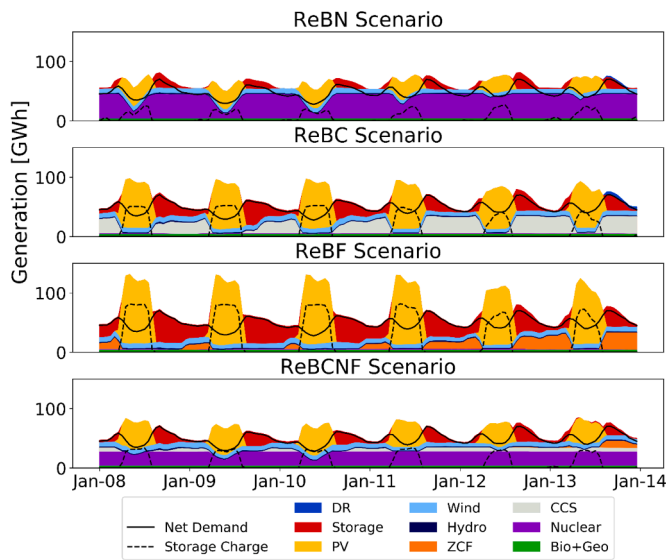 ReBN Scenario
100
0
ReBC Scenario
100
0
ReBF Scenario
100
0
ReBCNF Scenario
100
0
Generation [GWh]
Jan-08 Jan-09 Jan-10 Jan-11 Jan-12 Jan-13 Jan-14
DR Wind CCS
Net Demand Storage Hydro Nuclear
Storage Charge PV ZCF Bio+Geo